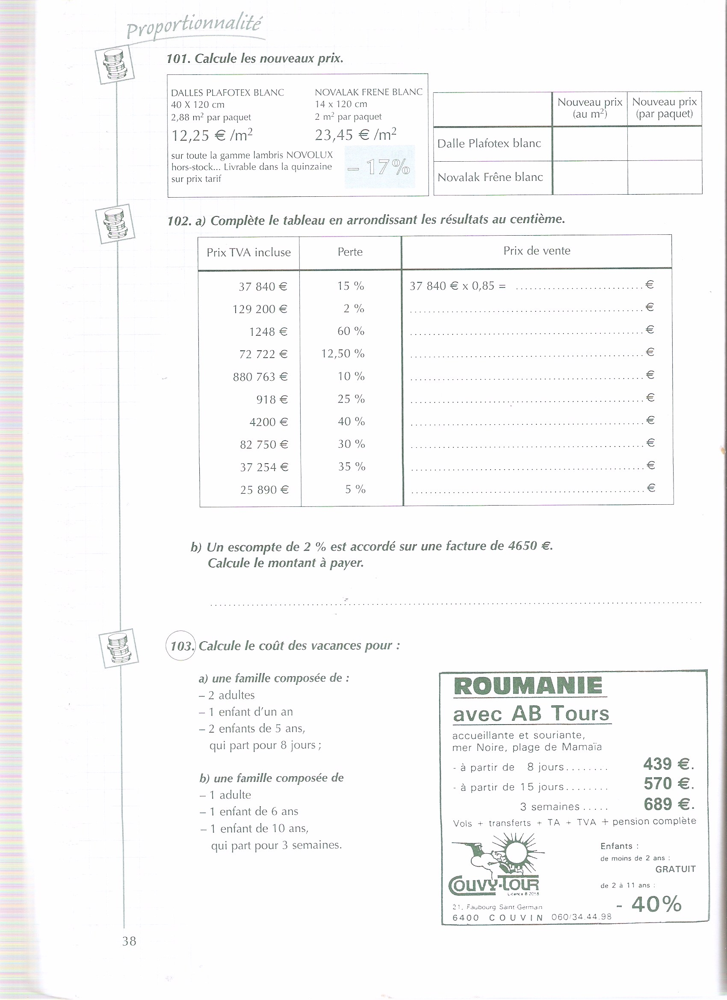 Proportionnalité
101. Calcule les nouveaux prix.
DALLES PLAFOTEX BLANC
40 X 120 cm
2,88 m² par paquet
12,25 € /m²
NOVALAK FRENE BLANC
14 x 120 cm
2 m² par paquet
23,45 € /m²
sur toute la gamme lambris NOVOLUX
hors-stock... Livrable dans la quinzaine
sur prix tarif
– 17%
Nouveau prix (au m²) Nouveau prix (par paquet)
Dalle Plafotex blanc
Novalak Frêne blanc
102. a) Complète le tableau en arrondissant les résultats au centième.
Prix TVA incluse Perte Prix de vente
37 840 € 15 % 37 840 € x 0,85 = ............................ €
129 200 € 2 % .................................................... €
1248 € 60 % .................................................... €
72 722 € 12,50 % .................................................... €
880 763 € 10 % .................................................... €
918 € 25 % .................................................... €
4200 € 40 % .................................................... €
82 750 € 30 % .................................................... €
37 254 € 35 % .................................................... €
25 890 € 5 % .................................................... €
b) Un escompte de 2 % est accordé sur une facture de 4650 €.
Calcule le montant à payer.
103. Calcule le coût des vacances pour :
a) une famille composée de :
– 2 adultes
– 1 enfant d'un an
– 2 enfants de 5 ans,
qui part pour 8 jours ;
b) une famille composée de
– 1 adulte
– 1 enfant de 6 ans
– 1 enfant de 10 ans,
qui part pour 3 semaines.
ROUMANIE
avec AB Tours
accueillante et souriante,
mer Noire, plage de Mamaïa
- à partir de 8 jours........ 439 €.
- à partir de 15 jours........ 570 €.
3 semaines ..... 689 €.
Vols + transferts + TA + TVA + pension complète
Enfants :
de moins de 2 ans :
GRATUIT
de 2 à 11 ans :
- 40%
COUVY-TOUR
21, Faubourg Saint-Germain
6400 COUVIN 060/34.44.98
38